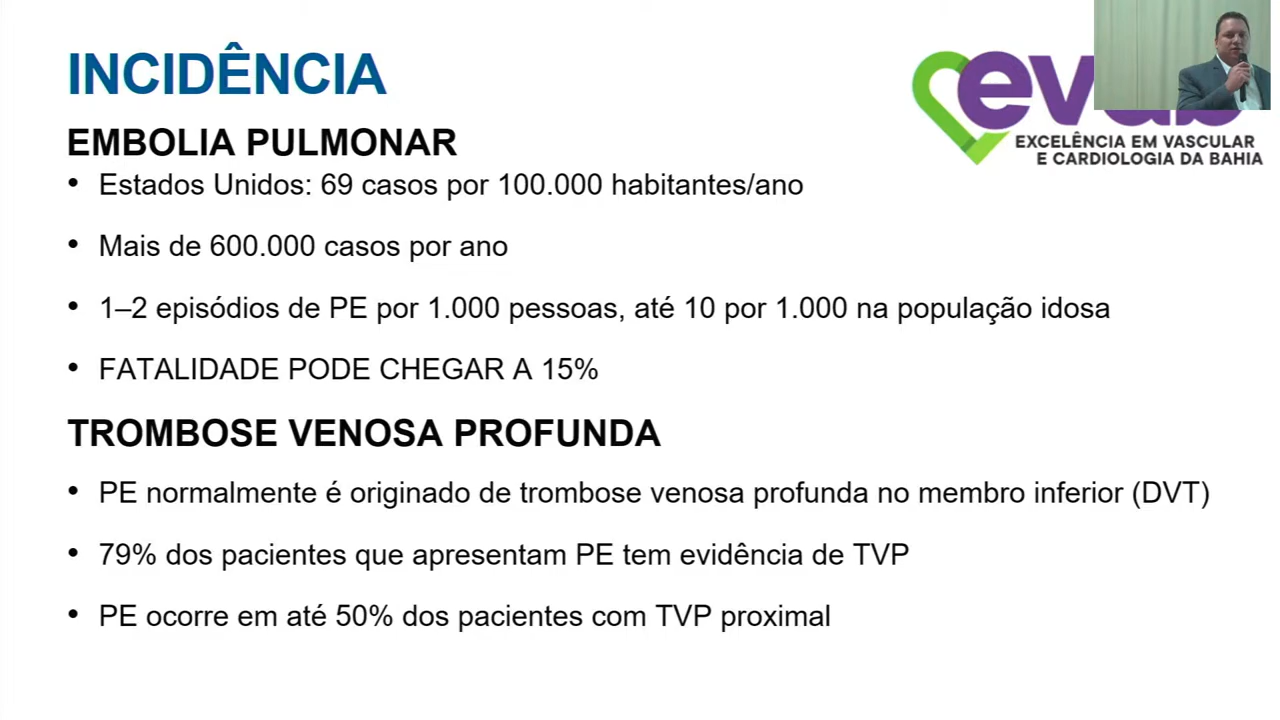 INCIDÊNCIA
EMBOLIA PULMONAR
• Estados Unidos: 69 casos por 100.000 habitantes/ano
• Mais de 600.000 casos por ano
• 1–2 episódios de PE por 1.000 pessoas, até 10 por 1.000 na população idosa
• FATALIDADE PODE CHEGAR A 15%
TROMBOSE VENOSA PROFUNDA
• PE normalmente é originado de trombose venosa profunda no membro inferior (DVT)
• 79% dos pacientes que apresentam PE tem evidência de TVP
• PE ocorre em até 50% dos pacientes com TVP proximal
EXCELÊNCIA EM VASCULAR
E CARDIOLOGIA DA BAHIA